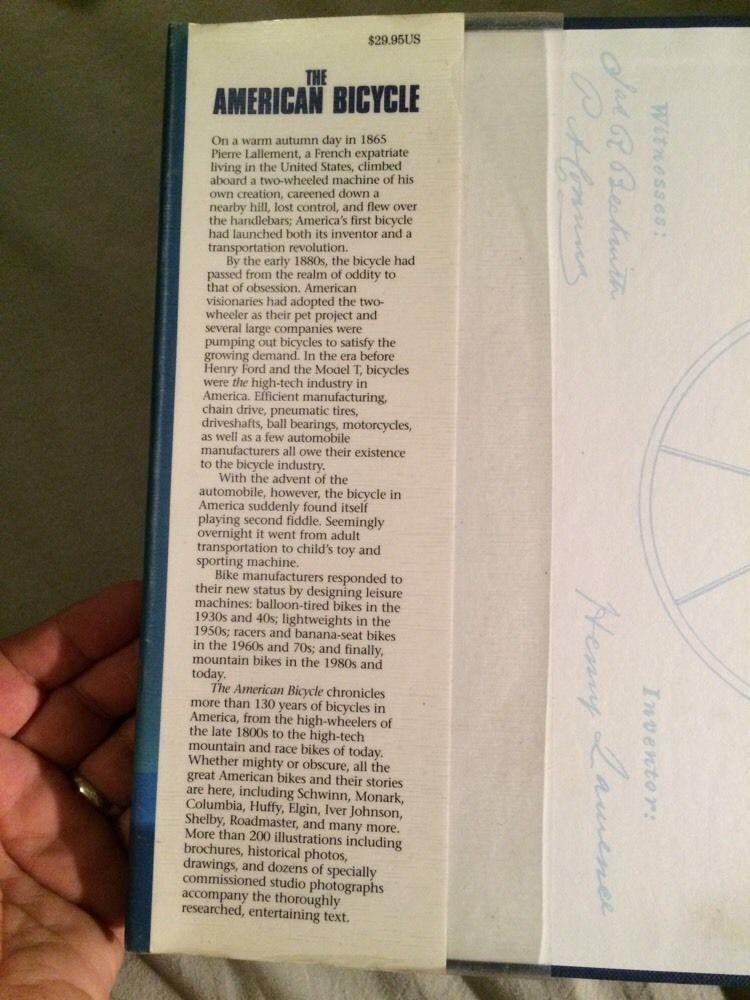 $29.95US
THE
AMERICAN BICYCLE
On a warm autumn day in 1865
Pierre Lallement, a French expatriate
living in the United States, climbed
aboard a two-wheeled machine of his
own creation, careened down a
nearby hill, lost control, and flew over
the handlebars; America's first bicycle
had launched both its inventor and a
transportation revolution.
By the early 1880s, the bicycle had
passed from the realm of oddity to
that of obsession. American
visionaries had adopted the two-
wheeler as their pet project and
several large companies were
pumping out bicycles to satisfy the
growing demand. In the era before
Henry Ford and the Model T, bicycles
were the high-tech industry in
America. Efficient manufacturing,
chain drive, pneumatic tires,
driveshafts, ball bearings, motorcycles,
as well as a few automobile
manufacturers all owe their existence
to the bicycle industry.
With the advent of the
automobile, however, the bicycle in
America suddenly found itself
playing second fiddle. Seemingly
overnight it went from adult
transportation to child's toy and
sporting machine.
Bike manufacturers responded to
their new status by designing leisure
machines: balloon-tired bikes in the
1930s and 40s; lightweights in the
1950s; racers and banana-seat bikes
in the 1960s and 70s; and finally,
mountain bikes in the 1980s and
today.
The American Bicycle chronicles
more than 130 years of bicycles in
America, from the high-wheelers of
the late 1800s to the high-tech
mountain and race bikes of today.
Whether mighty or obscure, all the
great American bikes and their stories
are here, including Schwinn, Monark,
Columbia, Huffy, Elgin, Iver Johnson,
Shelby, Roadmaster, and many more.
More than 200 illustrations including
brochures, historical photos,
drawings, and dozens of specially
commissioned studio photographs
accompany the thoroughly
researched, entertaining text.
Witnesses:
Inventor:
Henry Lawrence